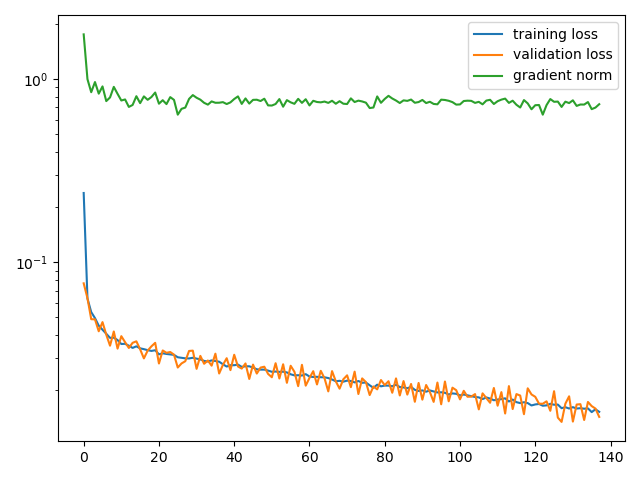 training loss
validation loss
gradient norm
10⁰
10⁻¹
0 20 40 60 80 100 120 140